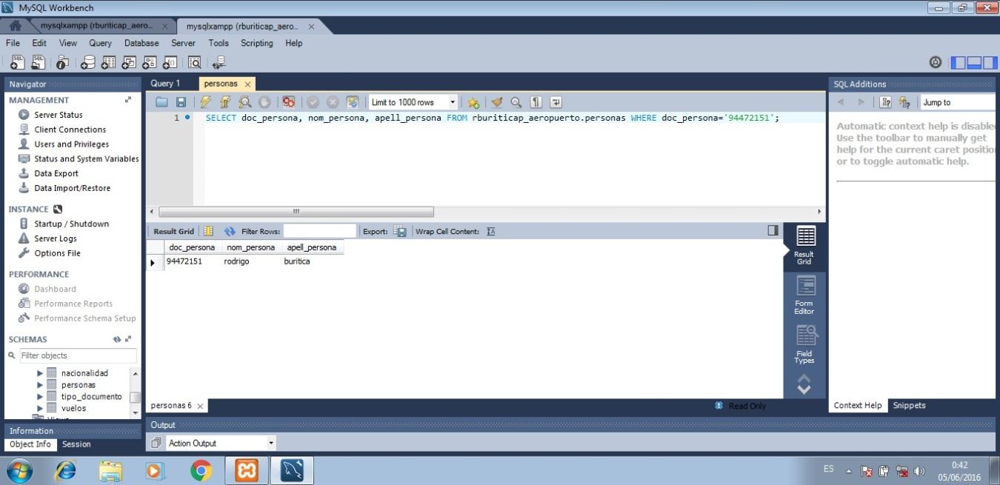 MySQL Workbench
mysqlxampp (rburiticap_aero...
mysqlxampp (rburiticap_aero...
File Edit View Query Database Server Tools Scripting Help
Navigator
MANAGEMENT
Server Status
Client Connections
Users and Privileges
Status and System Variables
Data Export
Data Import/Restore
INSTANCE
Startup / Shutdown
Server Logs
Options File
PERFORMANCE
Dashboard
Performance Reports
Performance Schema Setup
SCHEMAS
Filter objects
nacionalidad
personas
tipo_documento
vuelos
Views
Information
Object Info Session
Query 1 personas
Limit to 1000 rows
1 SELECT doc_persona, nom_persona, apell_persona FROM rburiticap_aeropuerto.personas WHERE doc_persona='94472151';
Result Grid Filter Rows: Export: Wrap Cell Content:
doc_persona nom_persona apell_persona
94472151 rodrigo buritica
Result
Grid
Form
Editor
Field
Types
personas 6
Read Only
Output
Action Output
SQL Additions
Jump to
Automatic context help is disable
Use the toolbar to manually get
help for the current caret positio
or to toggle automatic help.
Context Help Snippets
ES
0:42
05/06/2016